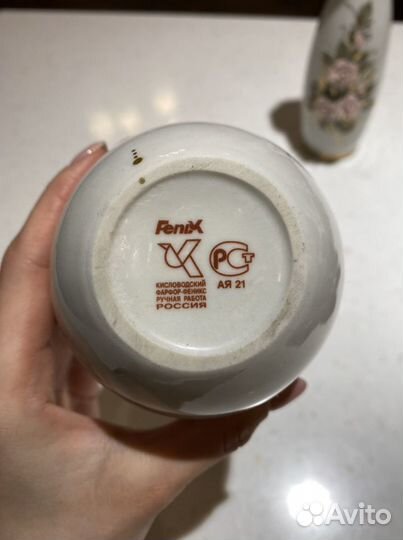 Fenix
РСТ
АЯ 21
КИСЛОВОДСКИЙ
ФАРФОР-ФЕНИКС
РУЧНАЯ РАБОТА
РОССИЯ
Avito